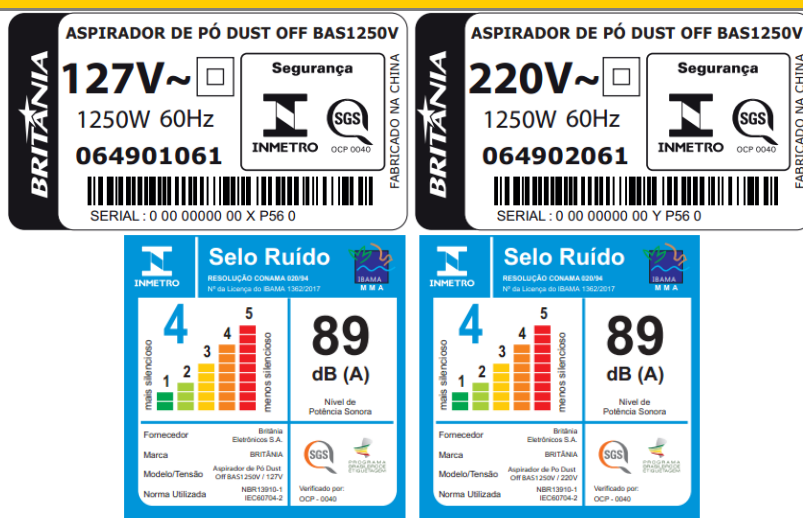 ASPIRADOR DE PÓ DUST OFF BAS1250V
BRITÂNIA
127V~
1250W 60Hz
064901061
Segurança
INMETRO
SGS
OCP 0040
FABRICADO NA CHINA
SERIAL : 0 00 00000 00 X P56 0
ASPIRADOR DE PÓ DUST OFF BAS1250V
BRITÂNIA
220V~
1250W 60Hz
064902061
Segurança
INMETRO
SGS
OCP 0040
FABRICADO NA CHINA
SERIAL : 0 00 00000 00 Y P56 0
INMETRO
Selo Ruído
RESOLUÇÃO CONAMA 020/94
Nº da Licença do IBAMA 1362/2017
IBAMA
M M A
4
mais silencioso
1
2
3
4
5
menos silencioso
89
dB (A)
Nível de
Potência Sonora
Fornecedor
Britânia
Eletrônicos S.A.
Marca
BRITÂNIA
Modelo/Tensão
Aspirador de Pó Dust
Off BAS1250V / 127V
Norma Utilizada
NBR13910-1
IEC60704-2
SGS
PROGRAMA
BRASILEIRO DE
ETIQUETAGEM
Verificado por:
OCP - 0040
INMETRO
Selo Ruído
RESOLUÇÃO CONAMA 020/94
Nº da Licença do IBAMA 1362/2017
IBAMA
M M A
4
mais silencioso
1
2
3
4
5
menos silencioso
89
dB (A)
Nível de
Potência Sonora
Fornecedor
Britânia
Eletrônicos S.A.
Marca
BRITÂNIA
Modelo/Tensão
Aspirador de Po Dust
Off BAS1250V / 220V
Norma Utilizada
NBR13910-1
IEC60704-2
SGS
PROGRAMA
BRASILEIRO DE
ETIQUETAGEM
Verificado por:
OCP - 0040